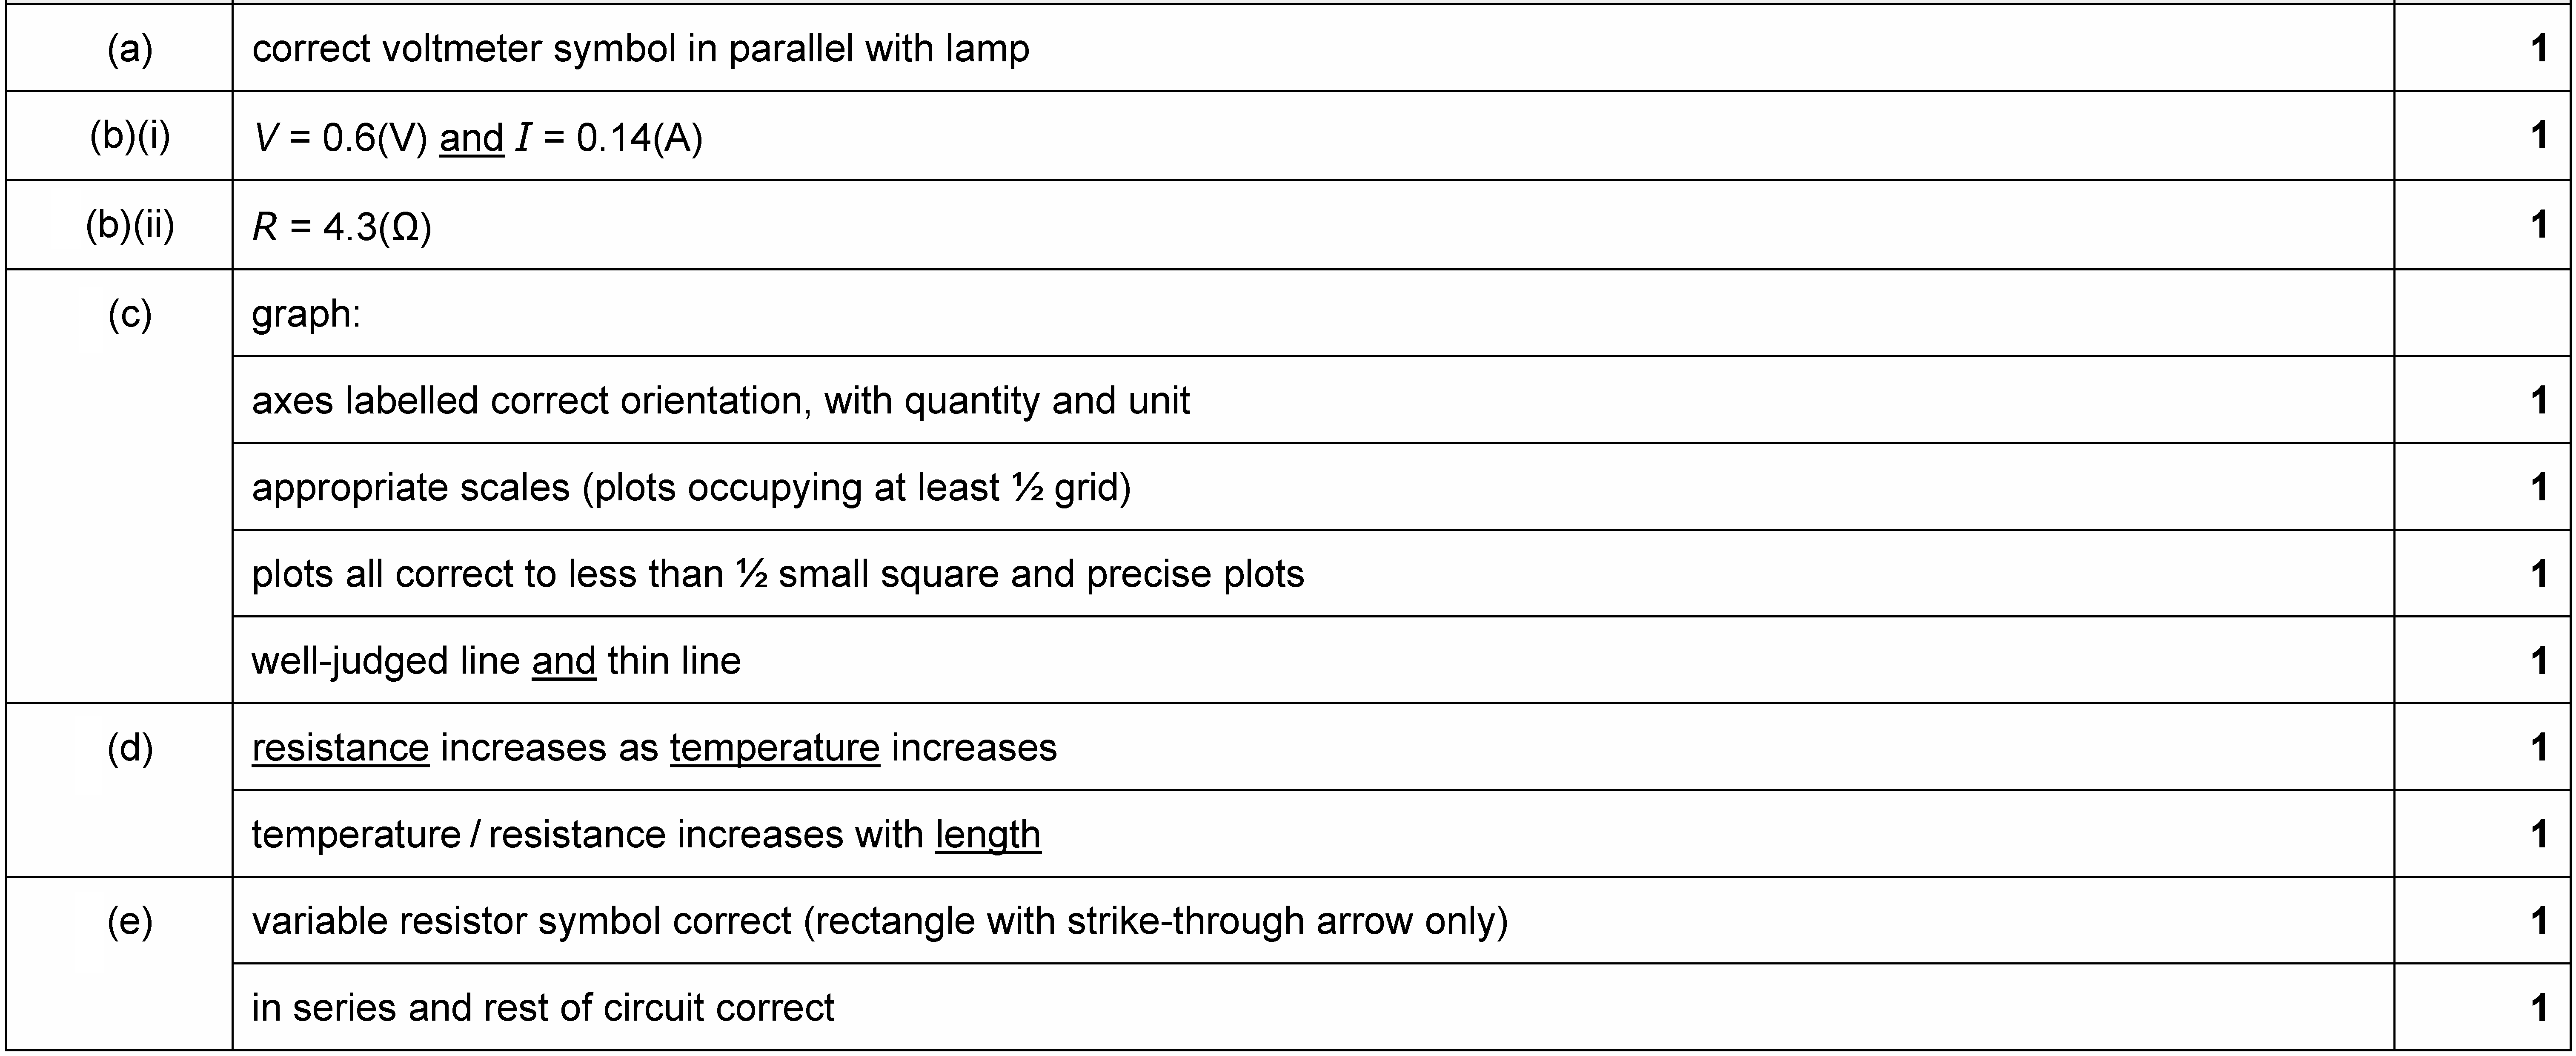 (a) correct voltmeter symbol in parallel with lamp 1
(b)(i) V = 0.6(V) and I = 0.14(A) 1
(b)(ii) R = 4.3(Ω) 1
(c) graph:
axes labelled correct orientation, with quantity and unit 1
appropriate scales (plots occupying at least ½ grid) 1
plots all correct to less than ½ small square and precise plots 1
well-judged line and thin line 1
(d) resistance increases as temperature increases 1
temperature / resistance increases with length 1
(e) variable resistor symbol correct (rectangle with strike-through arrow only) 1
in series and rest of circuit correct 1